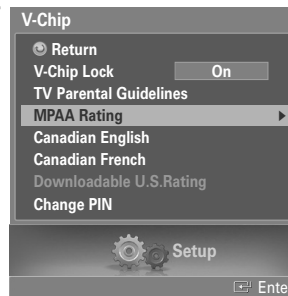 V-Chip
Return
V-Chip Lock On
TV Parental Guidelines
MPAA Rating
Canadian English
Canadian French
Downloadable U.S.Rating
Change PIN
Setup
Ente